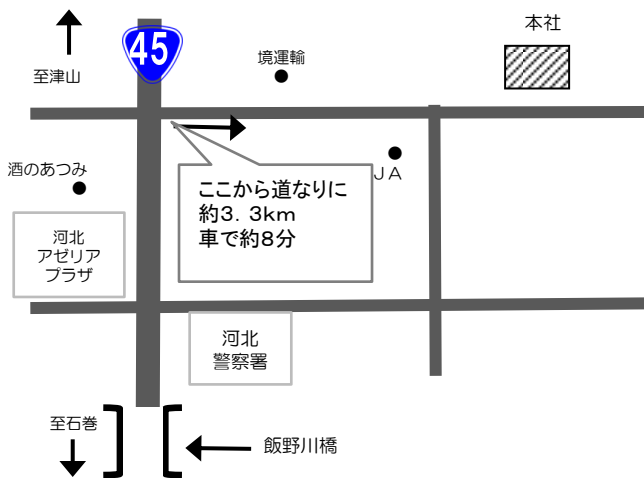 本社
45
境運輸
至津山
酒のあつみ
JA
ここから道なりに
約3.3km
車で約8分
河北
アゼリア
プラザ
河北
警察署
至石巻
飯野川橋